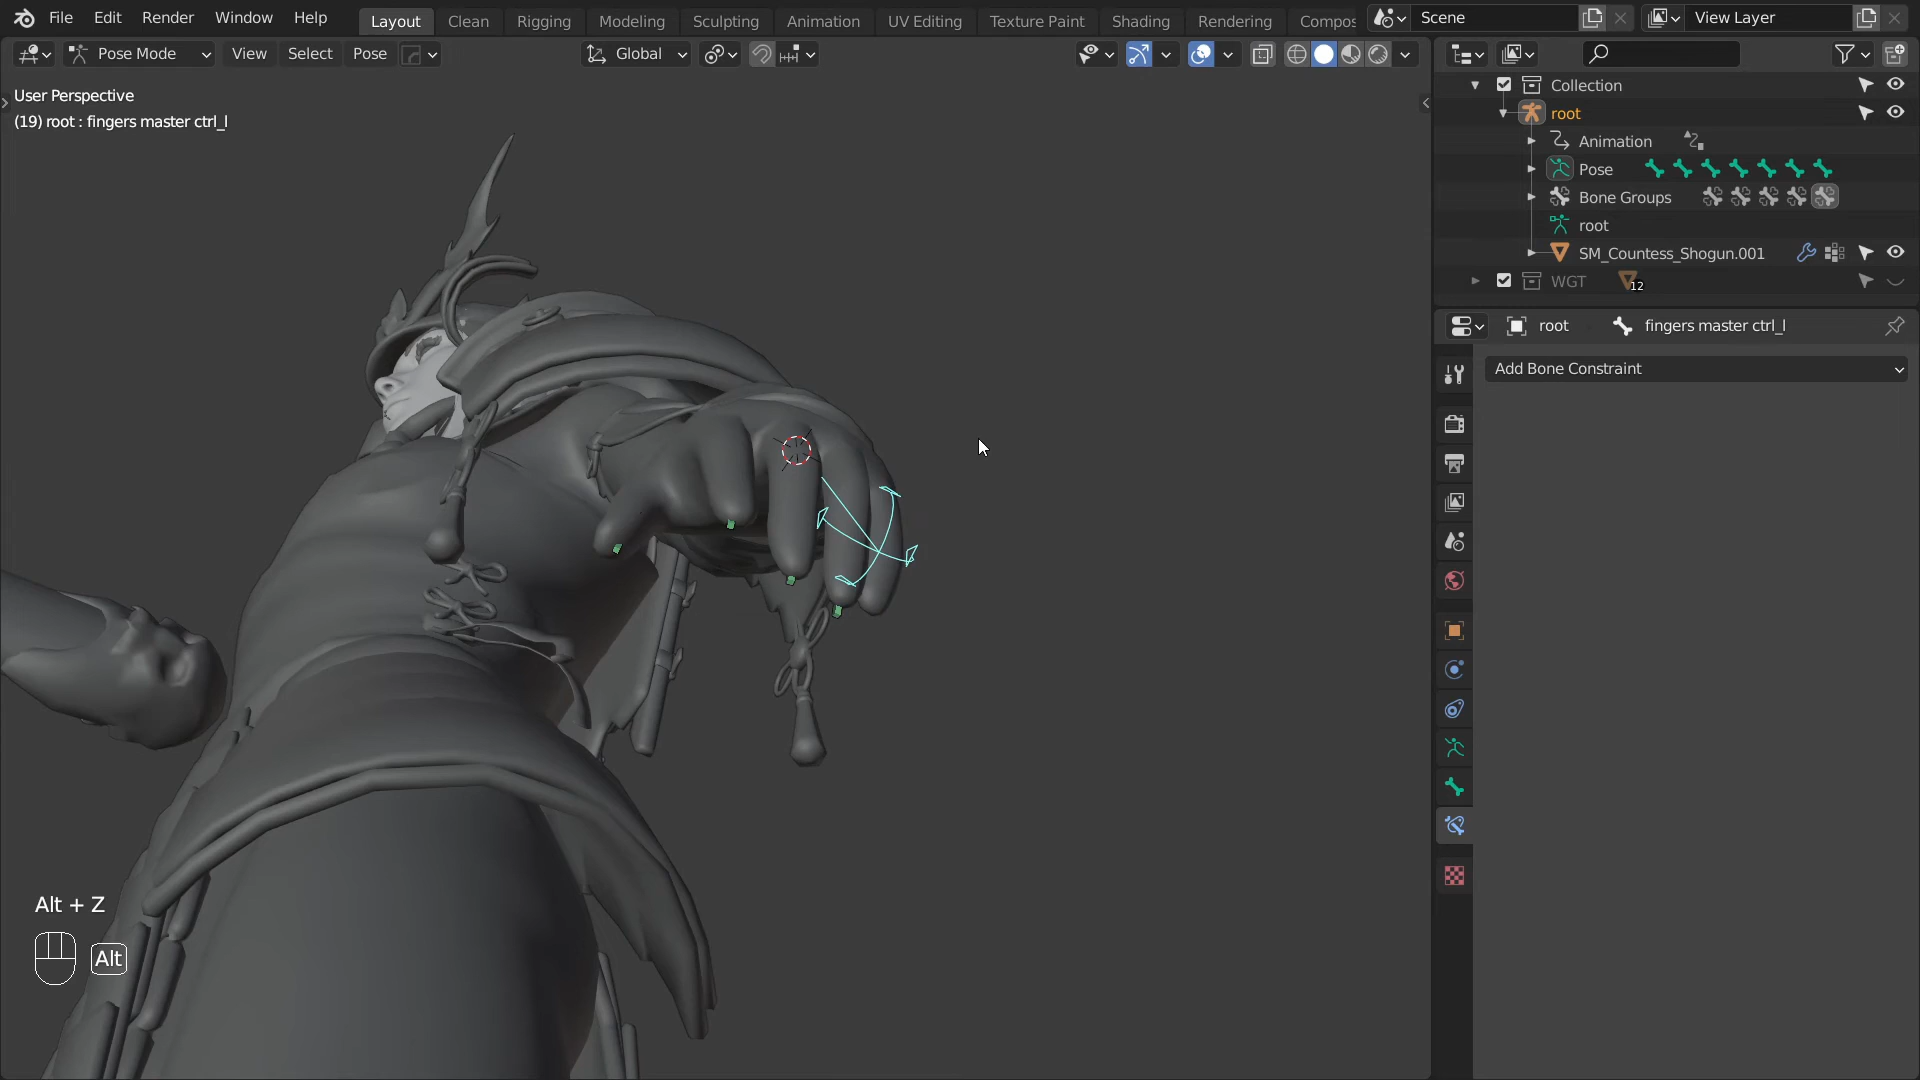 File Edit Render Window Help
Layout Clean Rigging Modeling Sculpting Animation UV Editing Texture Paint Shading Rendering Compos
Scene View Layer
Pose Mode View Select Pose Global
User Perspective
(19) root : fingers master ctrl_l
Collection
root
Animation
Pose
Bone Groups
root
SM_Countess_Shogun.001
WGT 12
root fingers master ctrl_l
Add Bone Constraint
Alt + Z
Alt